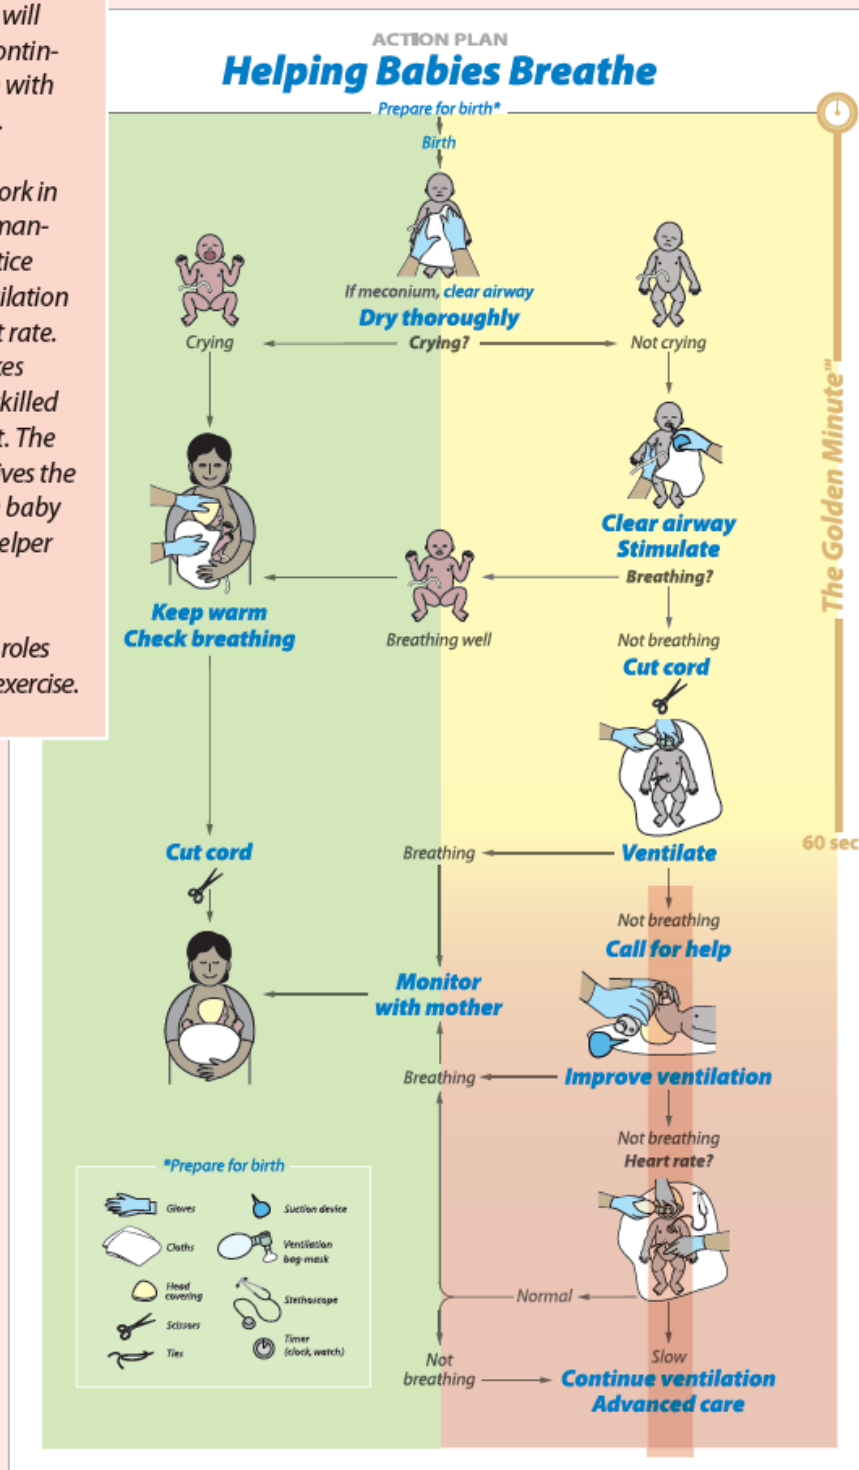 will
ontin-
with
.
ork in
man-
tice
ilation
t rate.
kes
killed
t. The
ives the
baby
elper
roles
exercise.
ACTION PLAN
Helping Babies Breathe
Prepare for birth*
Birth
If meconium, clear airway
Dry thoroughly
Crying
Crying?
Not crying
Clear airway
Stimulate
Breathing?
Keep warm
Check breathing
Breathing well
Not breathing
Cut cord
The Golden Minute℠
60 sec
Cut cord
Breathing
Ventilate
Not breathing
Call for help
Monitor
with mother
Breathing
Improve ventilation
Not breathing
Heart rate?
Normal
Not
breathing
Slow
Continue ventilation
Advanced care
*Prepare for birth
Gloves
Suction device
Cloths
Ventilation
bag-mask
Head
covering
Stethoscope
Scissors
Timer
(clock, watch)
Ties